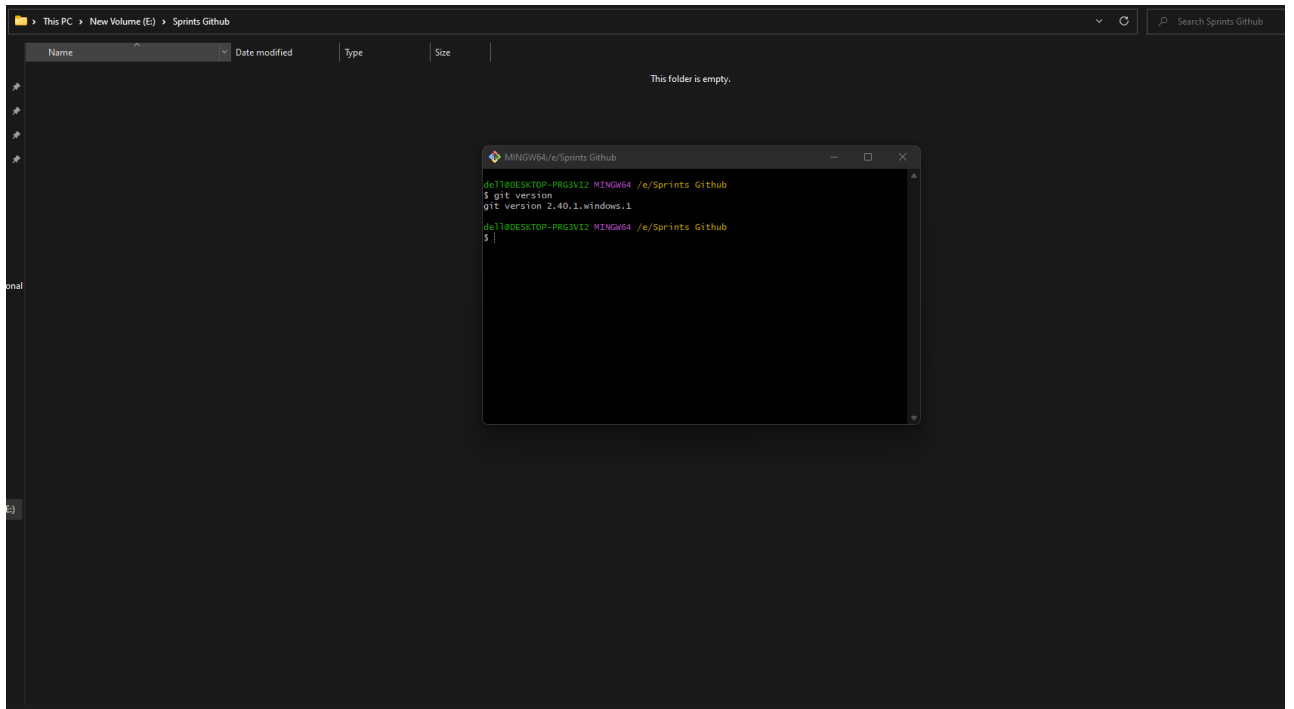 This PC > New Volume (E:) > Sprints Github
Search Sprints Github
Name Date modified Type Size
This folder is empty.
MINGW64:/e/Sprints Github
dell@DESKTOP-PRG3VI2 MINGW64 /e/Sprints Github
$ git version
git version 2.40.1.windows.1
dell@DESKTOP-PRG3VI2 MINGW64 /e/Sprints Github
$
onal
E:)